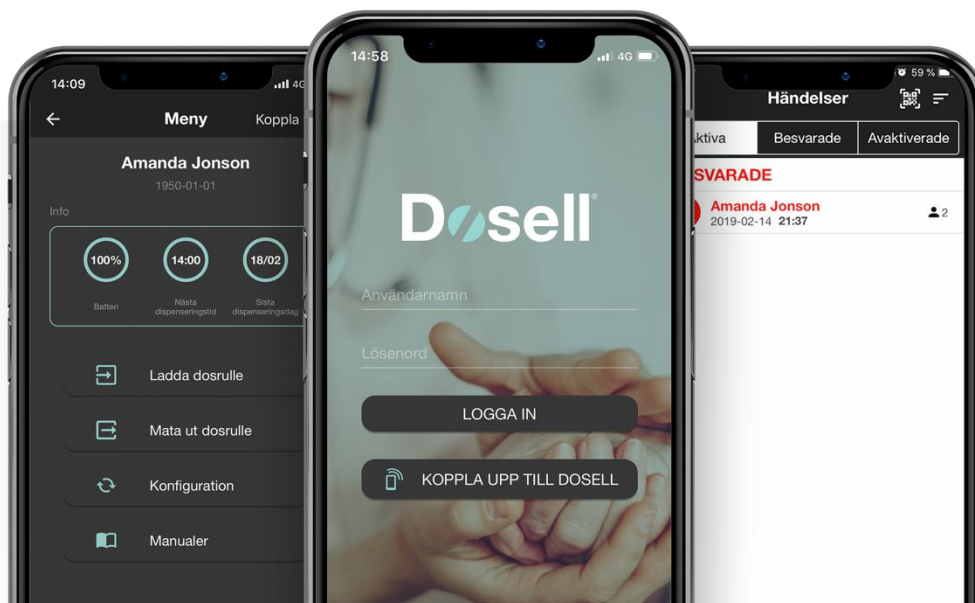 14:09
4G
Meny
Koppla
Amanda Jonson
1950-01-01
Info
100%
14:00
18/02
Batteri
Nästa
dispenseringstid
Sista
dispenseringsdag
Ladda dosrulle
Mata ut dosrulle
Konfiguration
Manualer
14:58
4G
Dosell®
Användarnamn
Lösenord
LOGGA IN
KOPPLA UPP TILL DOSELL
59 %
Händelser
Aktiva
Besvarade
Avaktiverade
SVARADE
Amanda Jonson
2019-02-14 21:37
2